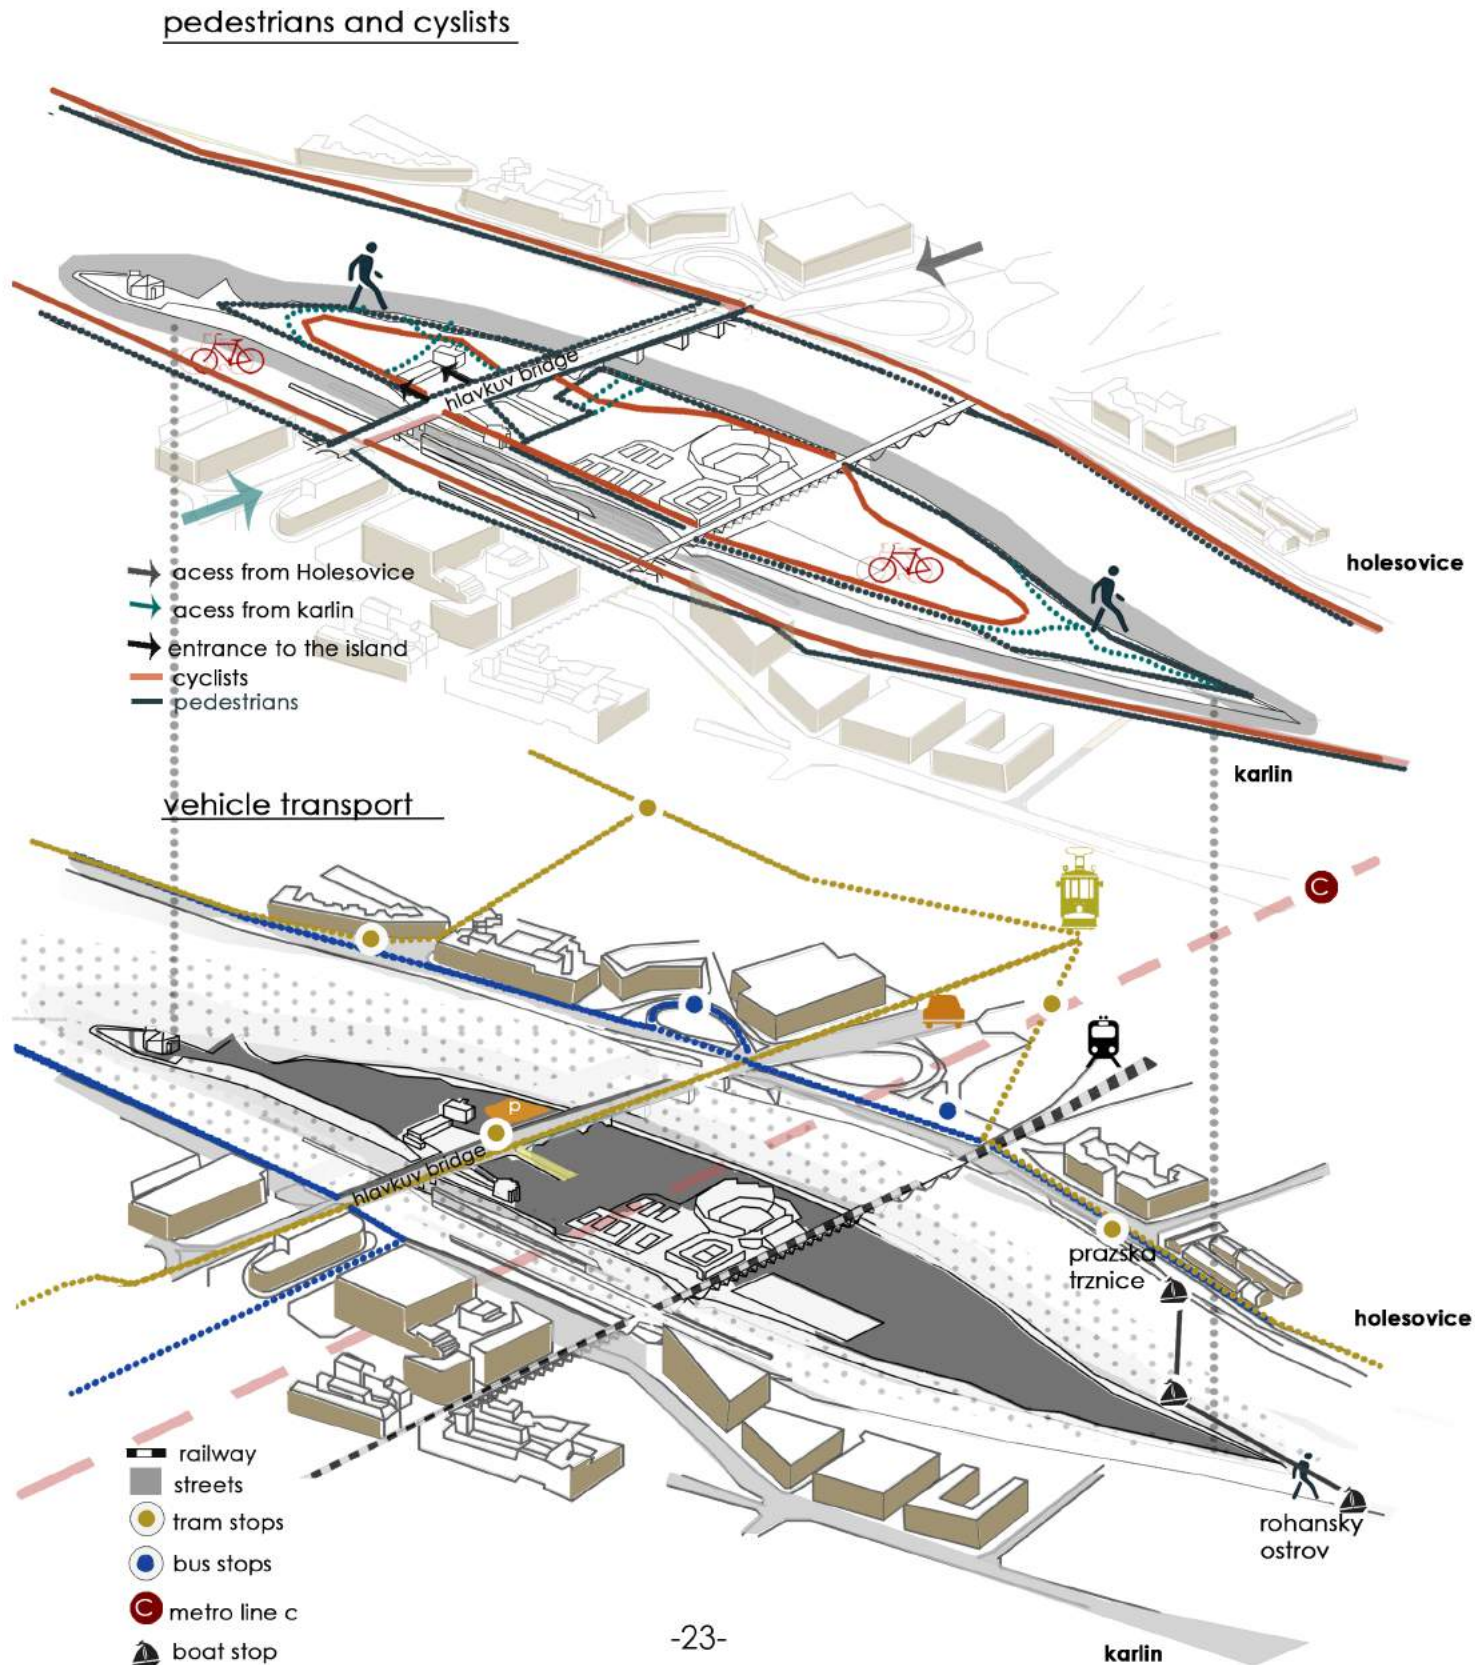 pedestrians and cyslists
hlavkuv bridge
holesovice
acess from Holesovice
acess from karlin
entrance to the island
cyclists
pedestrians
karlin
vehicle transport
C
p
hlavkuv bridge
prazska
trznice
holesovice
railway
streets
tram stops
bus stops
rohansky
ostrov
C
metro line c
boat stop
-23-
karlin